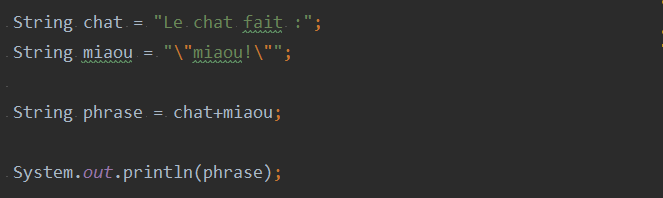 String chat = "Le chat fait :";
String miaou = "\"miaou!\"";
String phrase = chat+miaou;
System.out.println(phrase);